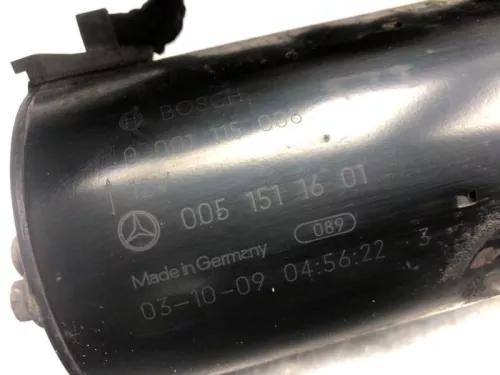 BOSCH
0 001 115 036
12V
005 151 16 01
089
Made in Germany
03-10-09 04:56:22 3